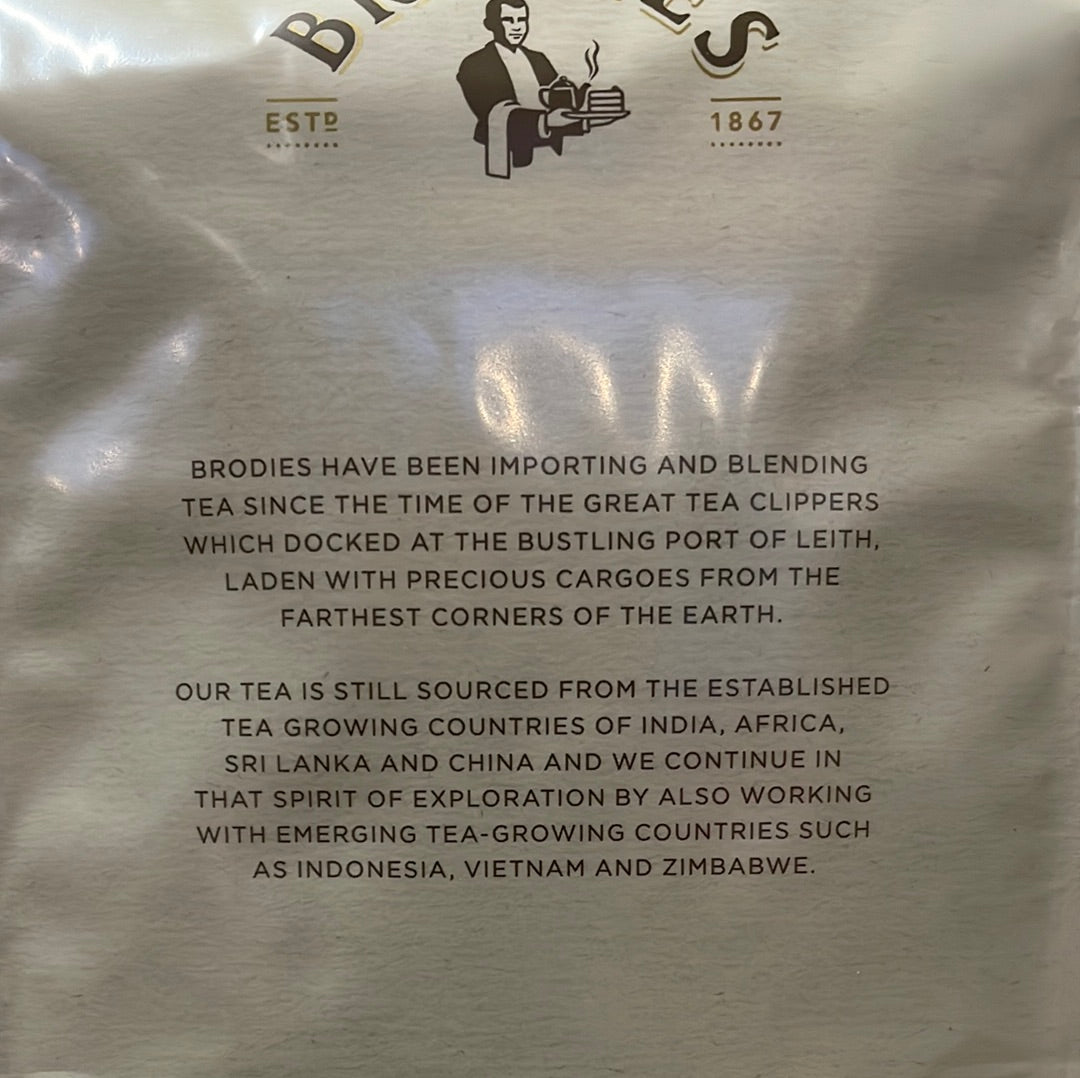 BRODIES
ESTD 1867
BRODIES HAVE BEEN IMPORTING AND BLENDING
TEA SINCE THE TIME OF THE GREAT TEA CLIPPERS
WHICH DOCKED AT THE BUSTLING PORT OF LEITH,
LADEN WITH PRECIOUS CARGOES FROM THE
FARTHEST CORNERS OF THE EARTH.
OUR TEA IS STILL SOURCED FROM THE ESTABLISHED
TEA GROWING COUNTRIES OF INDIA, AFRICA,
SRI LANKA AND CHINA AND WE CONTINUE IN
THAT SPIRIT OF EXPLORATION BY ALSO WORKING
WITH EMERGING TEA-GROWING COUNTRIES SUCH
AS INDONESIA, VIETNAM AND ZIMBABWE.